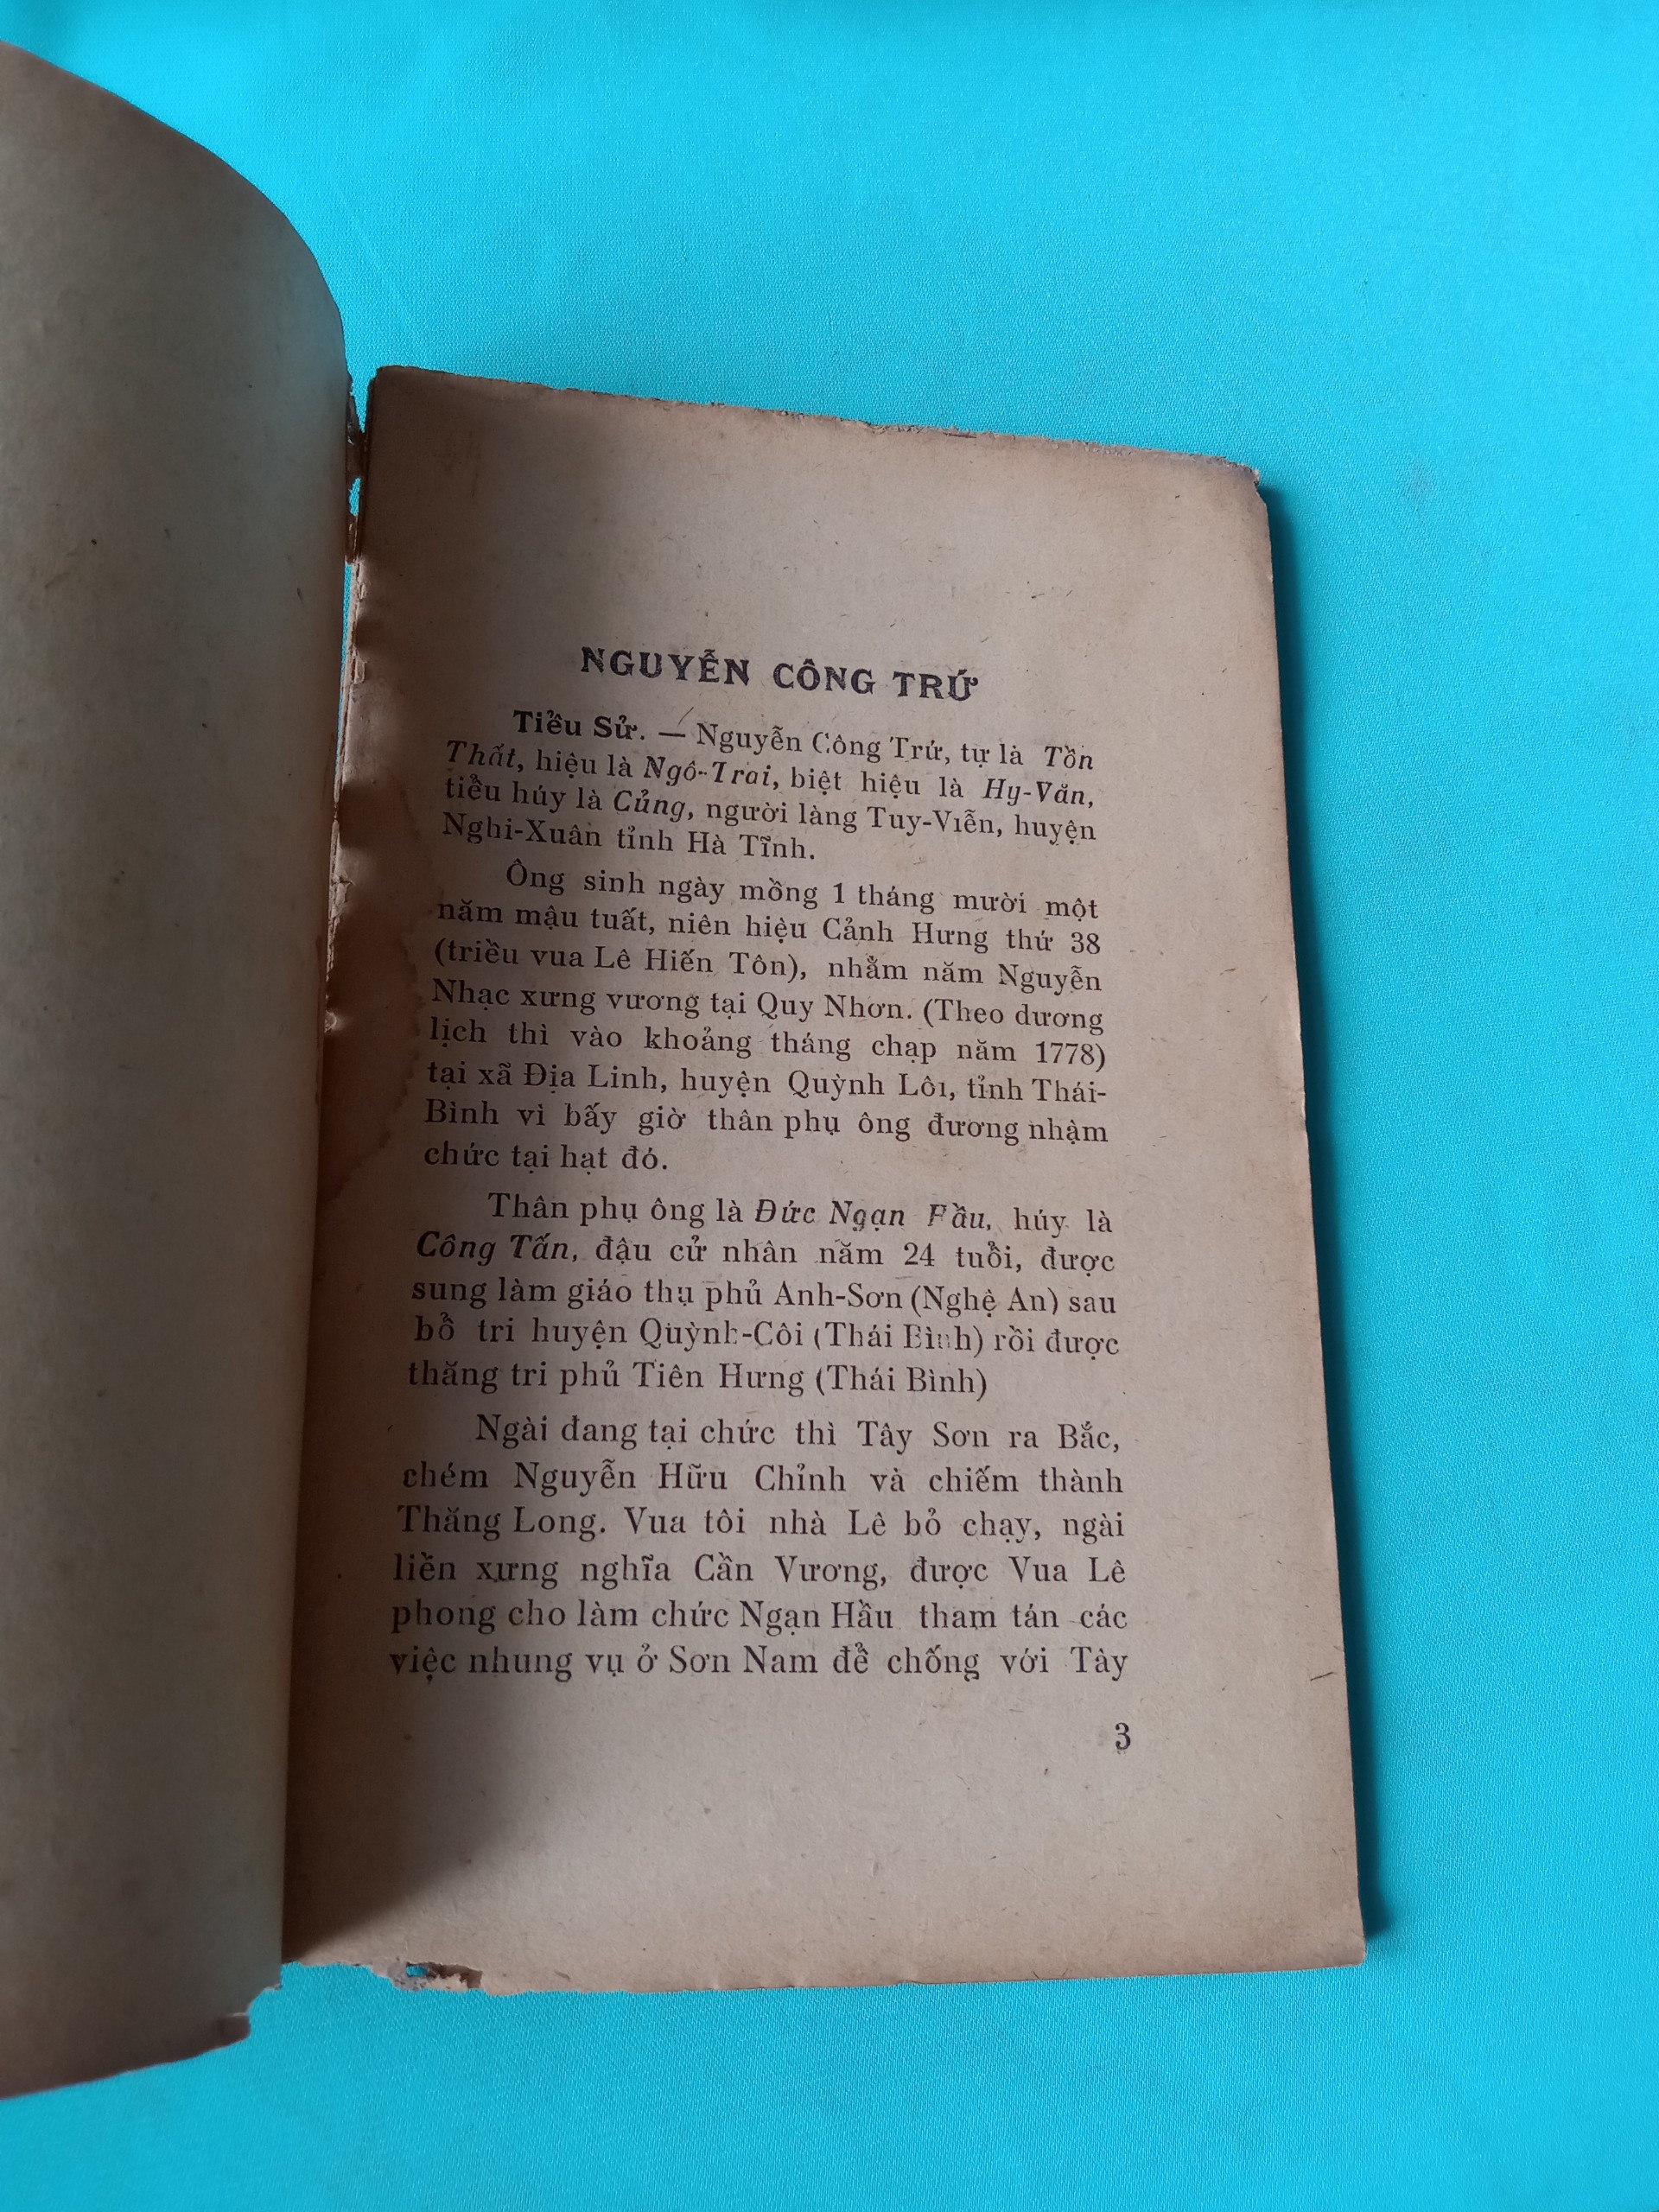 NGUYỄN CÔNG TRỨ
Tiểu Sử. — Nguyễn Công Trứ, tự là Tồn
Thất, hiệu là Ngô-Trai, biệt hiệu là Hy-Văn,
tiểu húy là Củng, người làng Tuy-Viễn, huyện
Nghi-Xuân tỉnh Hà Tĩnh.
Ông sinh ngày mồng 1 tháng mười một
năm mậu tuất, niên hiệu Cảnh Hưng thứ 38
(triều vua Lê Hiến Tôn), nhằm năm Nguyễn
Nhạc xưng vương tại Quy Nhơn. (Theo dương
lịch thì vào khoảng tháng chạp năm 1778)
tại xã Địa Linh, huyện Quỳnh Lôi, tỉnh Thái-
Bình vì bấy giờ thân phụ ông đương nhậm
chức tại hạt đó.
Thân phụ ông là Đức Ngạn Hầu, húy là
Công Tấn, đậu cử nhân năm 24 tuổi, được
sung làm giáo thụ phủ Anh-Sơn (Nghệ An) sau
bổ tri huyện Quỳnh-Côi (Thái Bình) rồi được
thăng tri phủ Tiên Hưng (Thái Bình)
Ngài đang tại chức thì Tây Sơn ra Bắc,
chém Nguyễn Hữu Chỉnh và chiếm thành
Thăng Long. Vua tôi nhà Lê bỏ chạy, ngài
liền xưng nghĩa Cần Vương, được Vua Lê
phong cho làm chức Ngạn Hầu tham tán các
việc nhung vụ ở Sơn Nam để chống với Tây
3